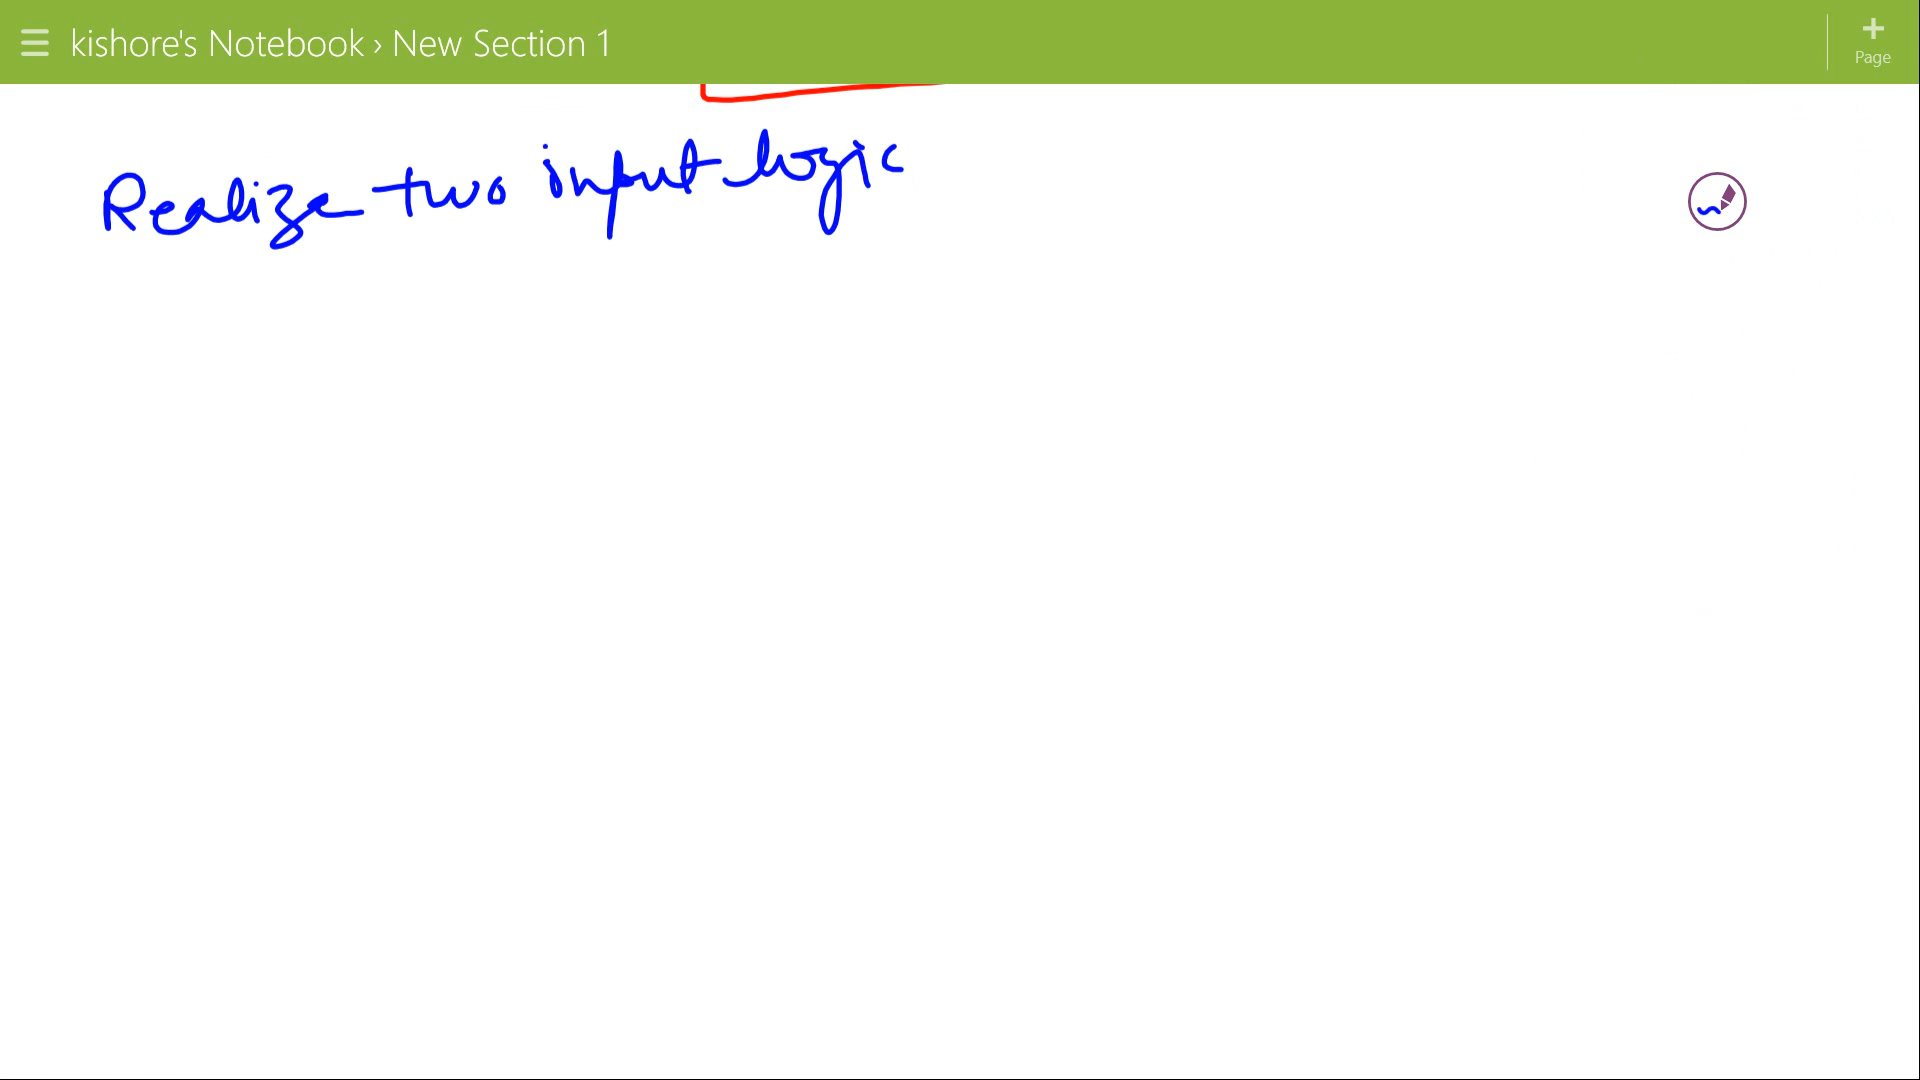 kishore's Notebook › New Section 1
Page
Realize two input logic